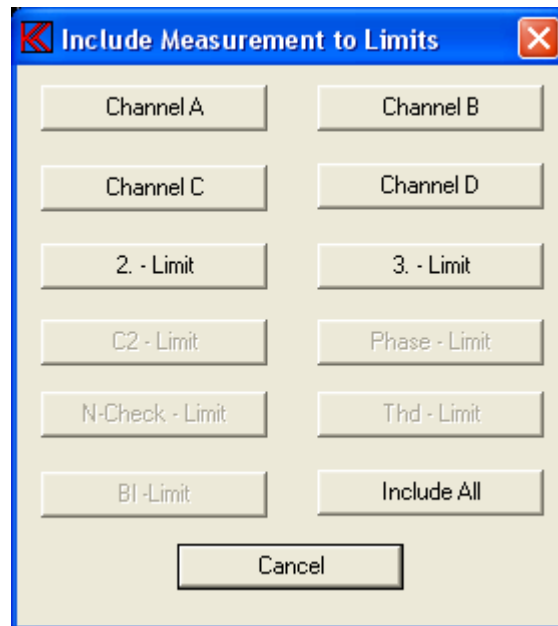 Include Measurement to Limits
Channel A
Channel B
Channel C
Channel D
2. - Limit
3. - Limit
C2 - Limit
Phase - Limit
N-Check - Limit
Thd - Limit
Bl -Limit
Include All
Cancel